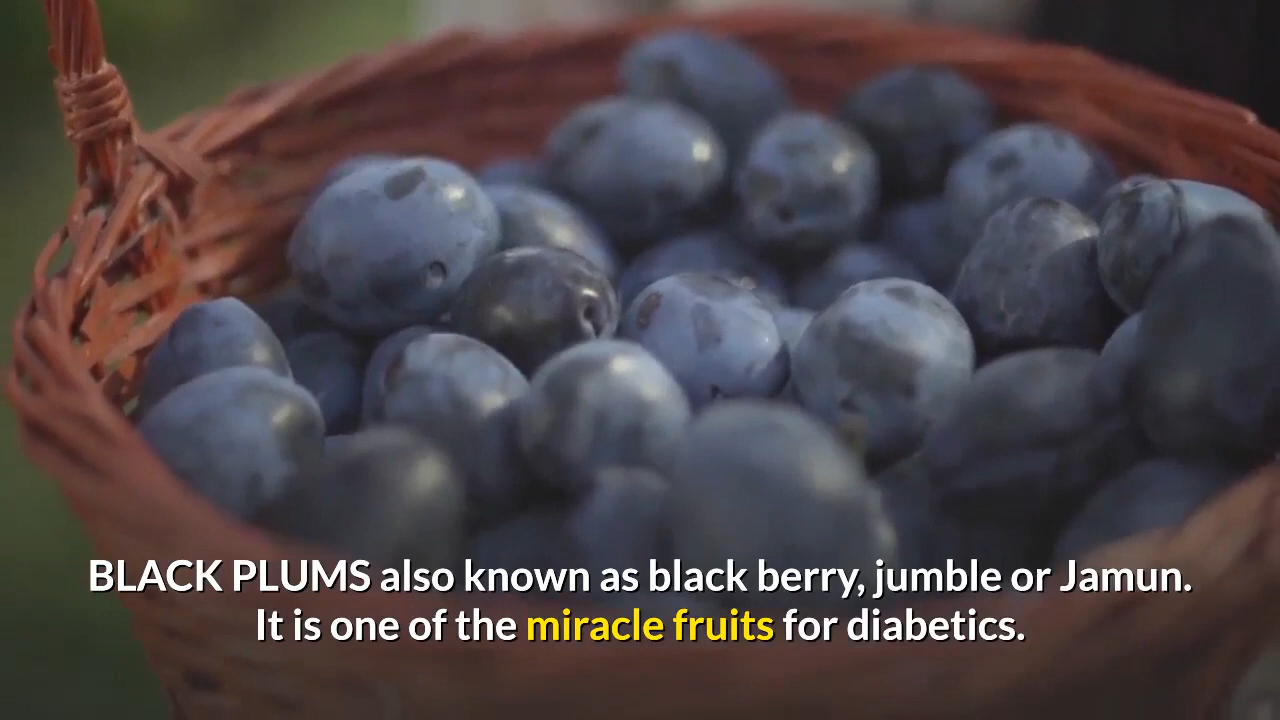 BLACK PLUMS also known as black berry, jumble or Jamun.
It is one of the miracle fruits for diabetics.